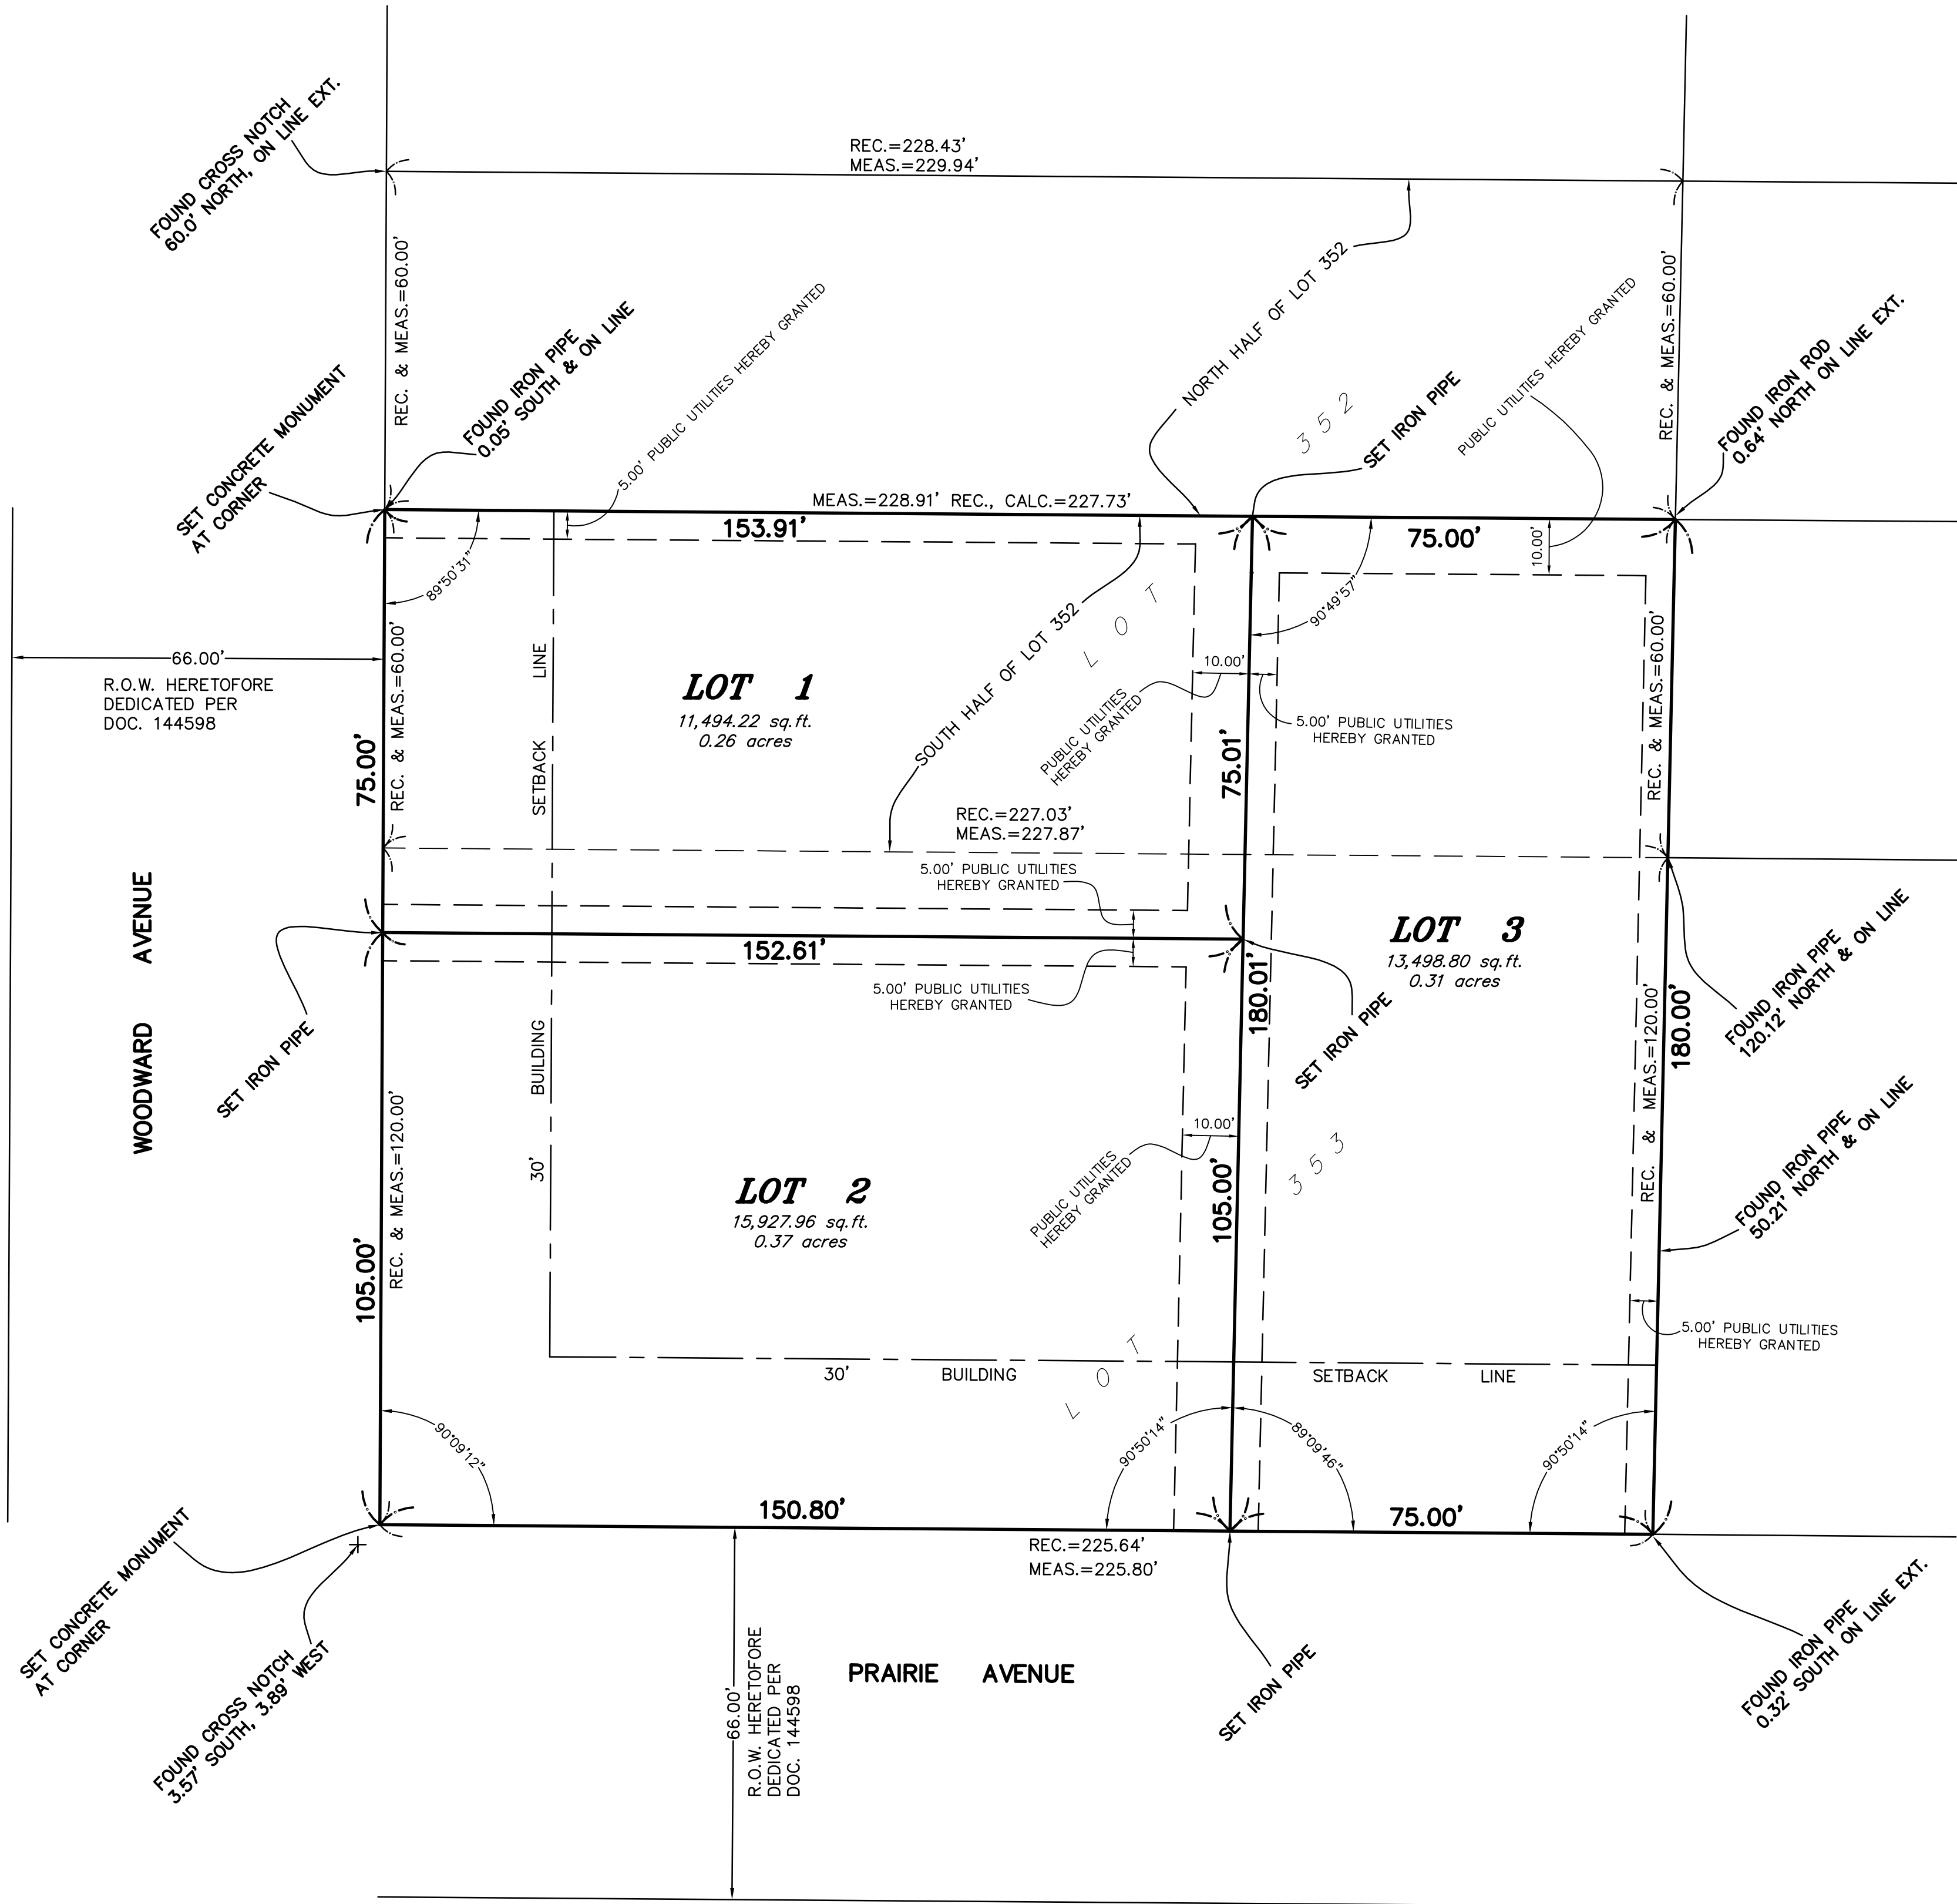 FOUND CROSS NOTCH
60.0' NORTH, ON LINE EXT.
REC.=228.43'
MEAS.=229.94'
REC. & MEAS.=60.00'
REC. & MEAS.=60.00'
NORTH HALF OF LOT 352
352
PUBLIC UTILITIES HEREBY GRANTED
5.00' PUBLIC UTILITIES HEREBY GRANTED
FOUND IRON PIPE
0.05' SOUTH & ON LINE
SET CONCRETE MONUMENT
AT CORNER
SET IRON PIPE
FOUND IRON ROD
0.64' NORTH ON LINE EXT.
MEAS.=228.91' REC., CALC.=227.73'
153.91'
75.00'
10.00'
89°50'31"
90°49'57"
66.00'
R.O.W. HERETOFORE
DEDICATED PER
DOC. 144598
REC. & MEAS.=60.00'
75.00'
LINE
SETBACK
LOT 1
11,494.22 sq.ft.
0.26 acres
SOUTH HALF OF LOT 352
LOT
10.00'
PUBLIC UTILITIES
HEREBY GRANTED
5.00' PUBLIC UTILITIES
HEREBY GRANTED
75.01'
REC. & MEAS.=60.00'
REC.=227.03'
MEAS.=227.87'
5.00' PUBLIC UTILITIES
HEREBY GRANTED
WOODWARD AVENUE
152.61'
5.00' PUBLIC UTILITIES
HEREBY GRANTED
180.01'
LOT 3
13,498.80 sq.ft.
0.31 acres
FOUND IRON PIPE
120.12' NORTH & ON LINE
180.00'
REC. & MEAS.=120.00'
SET IRON PIPE
SET IRON PIPE
BUILDING
30'
REC. & MEAS.=120.00'
105.00'
LOT 2
15,927.96 sq.ft.
0.37 acres
10.00'
PUBLIC UTILITIES
HEREBY GRANTED
105.00'
353
FOUND IRON PIPE
50.21' NORTH & ON LINE
5.00' PUBLIC UTILITIES
HEREBY GRANTED
LOT
30' BUILDING SETBACK LINE
90°09'12"
90°50'14"
89°09'46"
90°50'14"
150.80'
75.00'
REC.=225.64'
MEAS.=225.80'
SET CONCRETE MONUMENT
AT CORNER
FOUND CROSS NOTCH
3.57' SOUTH, 3.89' WEST
66.00'
R.O.W. HERETOFORE
DEDICATED PER
DOC. 144598
PRAIRIE AVENUE
SET IRON PIPE
FOUND IRON PIPE
0.32' SOUTH ON LINE EXT.